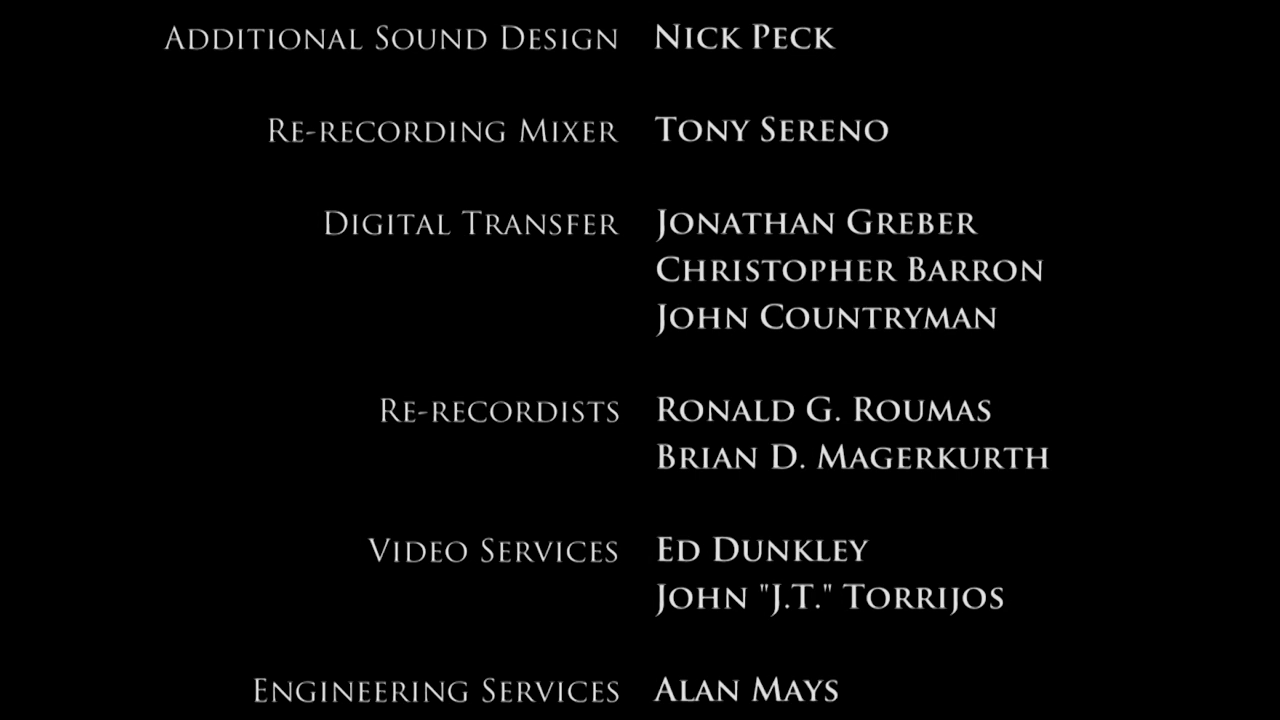 Additional Sound Design Nick Peck
Re-recording Mixer Tony Sereno
Digital Transfer Jonathan Greber
Christopher Barron
John Countryman
Re-recordists Ronald G. Roumas
Brian D. Magerkurth
Video Services Ed Dunkley
John "J.T." Torrijos
Engineering Services Alan Mays